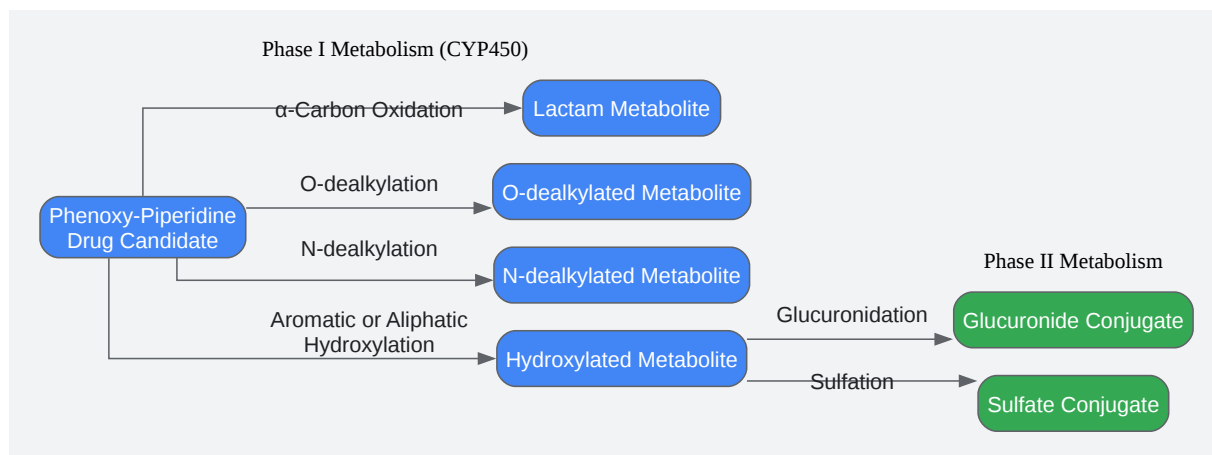 Phase I Metabolism (CYP450)
α-Carbon Oxidation
Lactam Metabolite
O-dealkylation
O-dealkylated Metabolite
Phenoxy-Piperidine
Drug Candidate
N-dealkylation
N-dealkylated Metabolite
Aromatic or Aliphatic
Hydroxylation
Hydroxylated Metabolite
Phase II Metabolism
Glucuronidation
Glucuronide Conjugate
Sulfation
Sulfate Conjugate